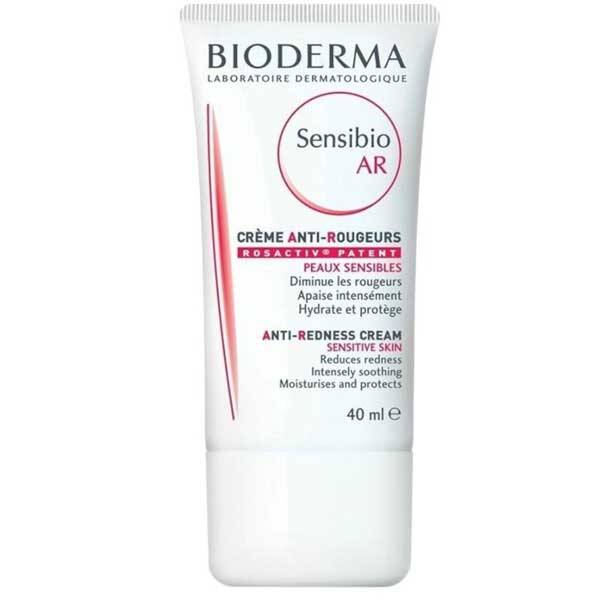 BIODERMA
LABORATOIRE DERMATOLOGIQUE
Sensibio
AR
CRÈME ANTI-ROUGEURS
ROSACTIV® PATENT
PEAUX SENSIBLES
Diminue les rougeurs
Apaise intensément
Hydrate et protège
ANTI-REDNESS CREAM
SENSITIVE SKIN
Reduces redness
Intensely soothing
Moisturises and protects
40 ml ℮